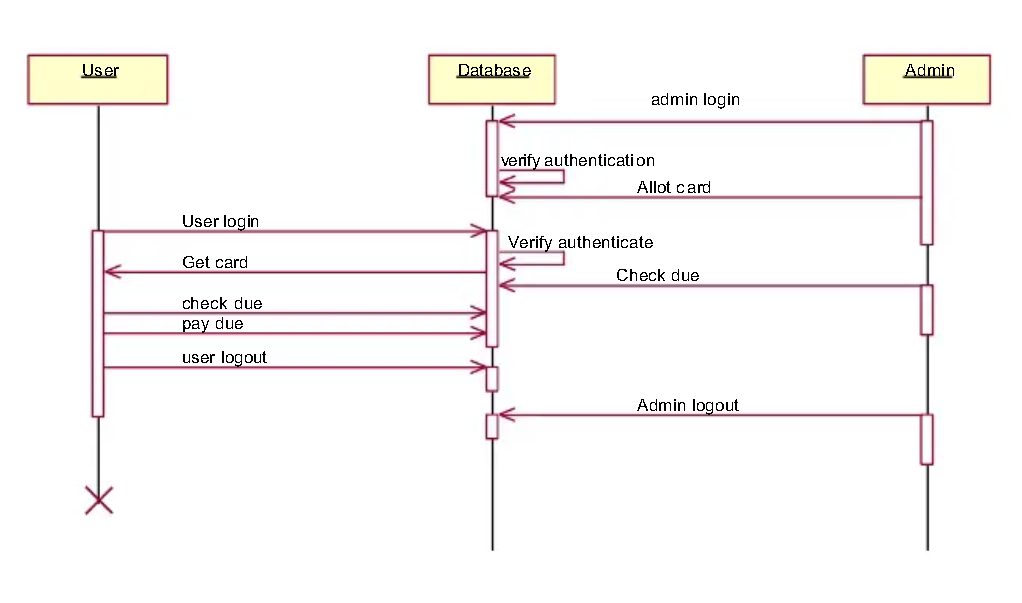 User
Database
Admin
admin login
verify authentication
Allot card
User login
Verify authenticate
Get card
Check due
check due
pay due
user logout
Admin logout